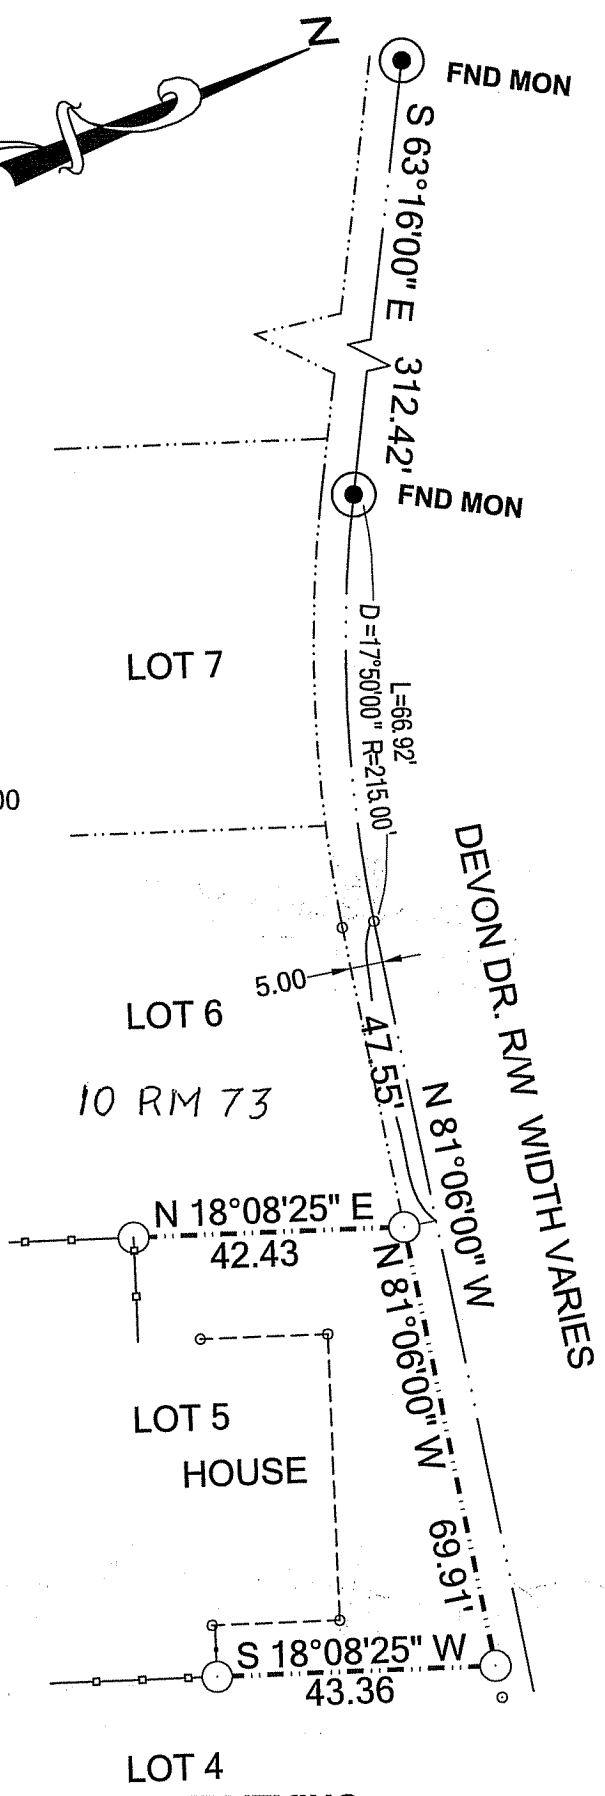 N
FND MON
S 63°16'00" E 312.42'
FND MON
LOT 7
D=17°50'00" R=215.00'
L=66.92'
00
DEVON DR. R/W WIDTH VARIES
5.00
LOT 6
47.55'
10 RM 73
N 81°06'00" W
N 18°08'25" E
42.43
N 81°06'00" W 69.91'
LOT 5
HOUSE
S 18°08'25" W
43.36
LOT 4